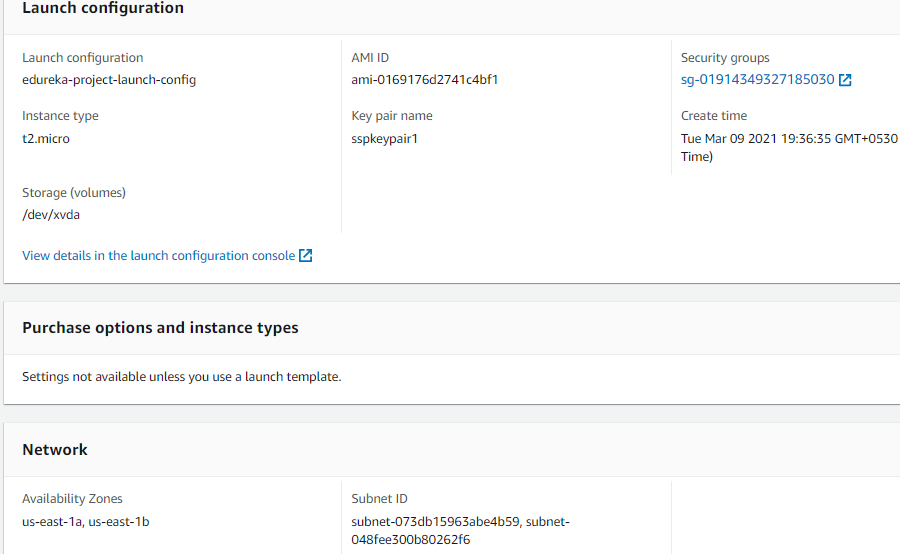 Launch configuration
Launch configuration
edureka-project-launch-config
AMI ID
ami-0169176d2741c4bf1
Security groups
sg-01914349327185030
Instance type
t2.micro
Key pair name
sspkeypair1
Create time
Tue Mar 09 2021 19:36:35 GMT+0530
Time)
Storage (volumes)
/dev/xvda
View details in the launch configuration console
Purchase options and instance types
Settings not available unless you use a launch template.
Network
Availability Zones
us-east-1a, us-east-1b
Subnet ID
subnet-073db15963abe4b59, subnet-
048fee300b80262f6